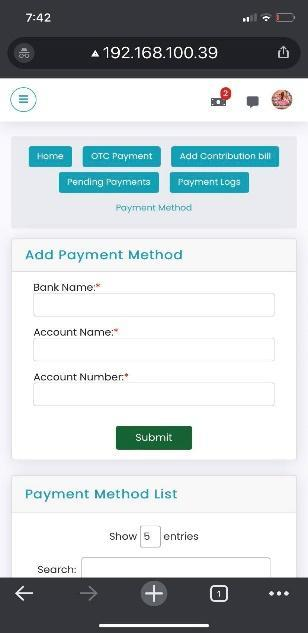 7:42
192.168.100.39
2
Home OTC Payment Add Contribution bill
Pending Payments Payment Logs
Payment Method
Add Payment Method
Bank Name:*
Account Name:*
Account Number:*
Submit
Payment Method List
Show 5 entries
Search:
1